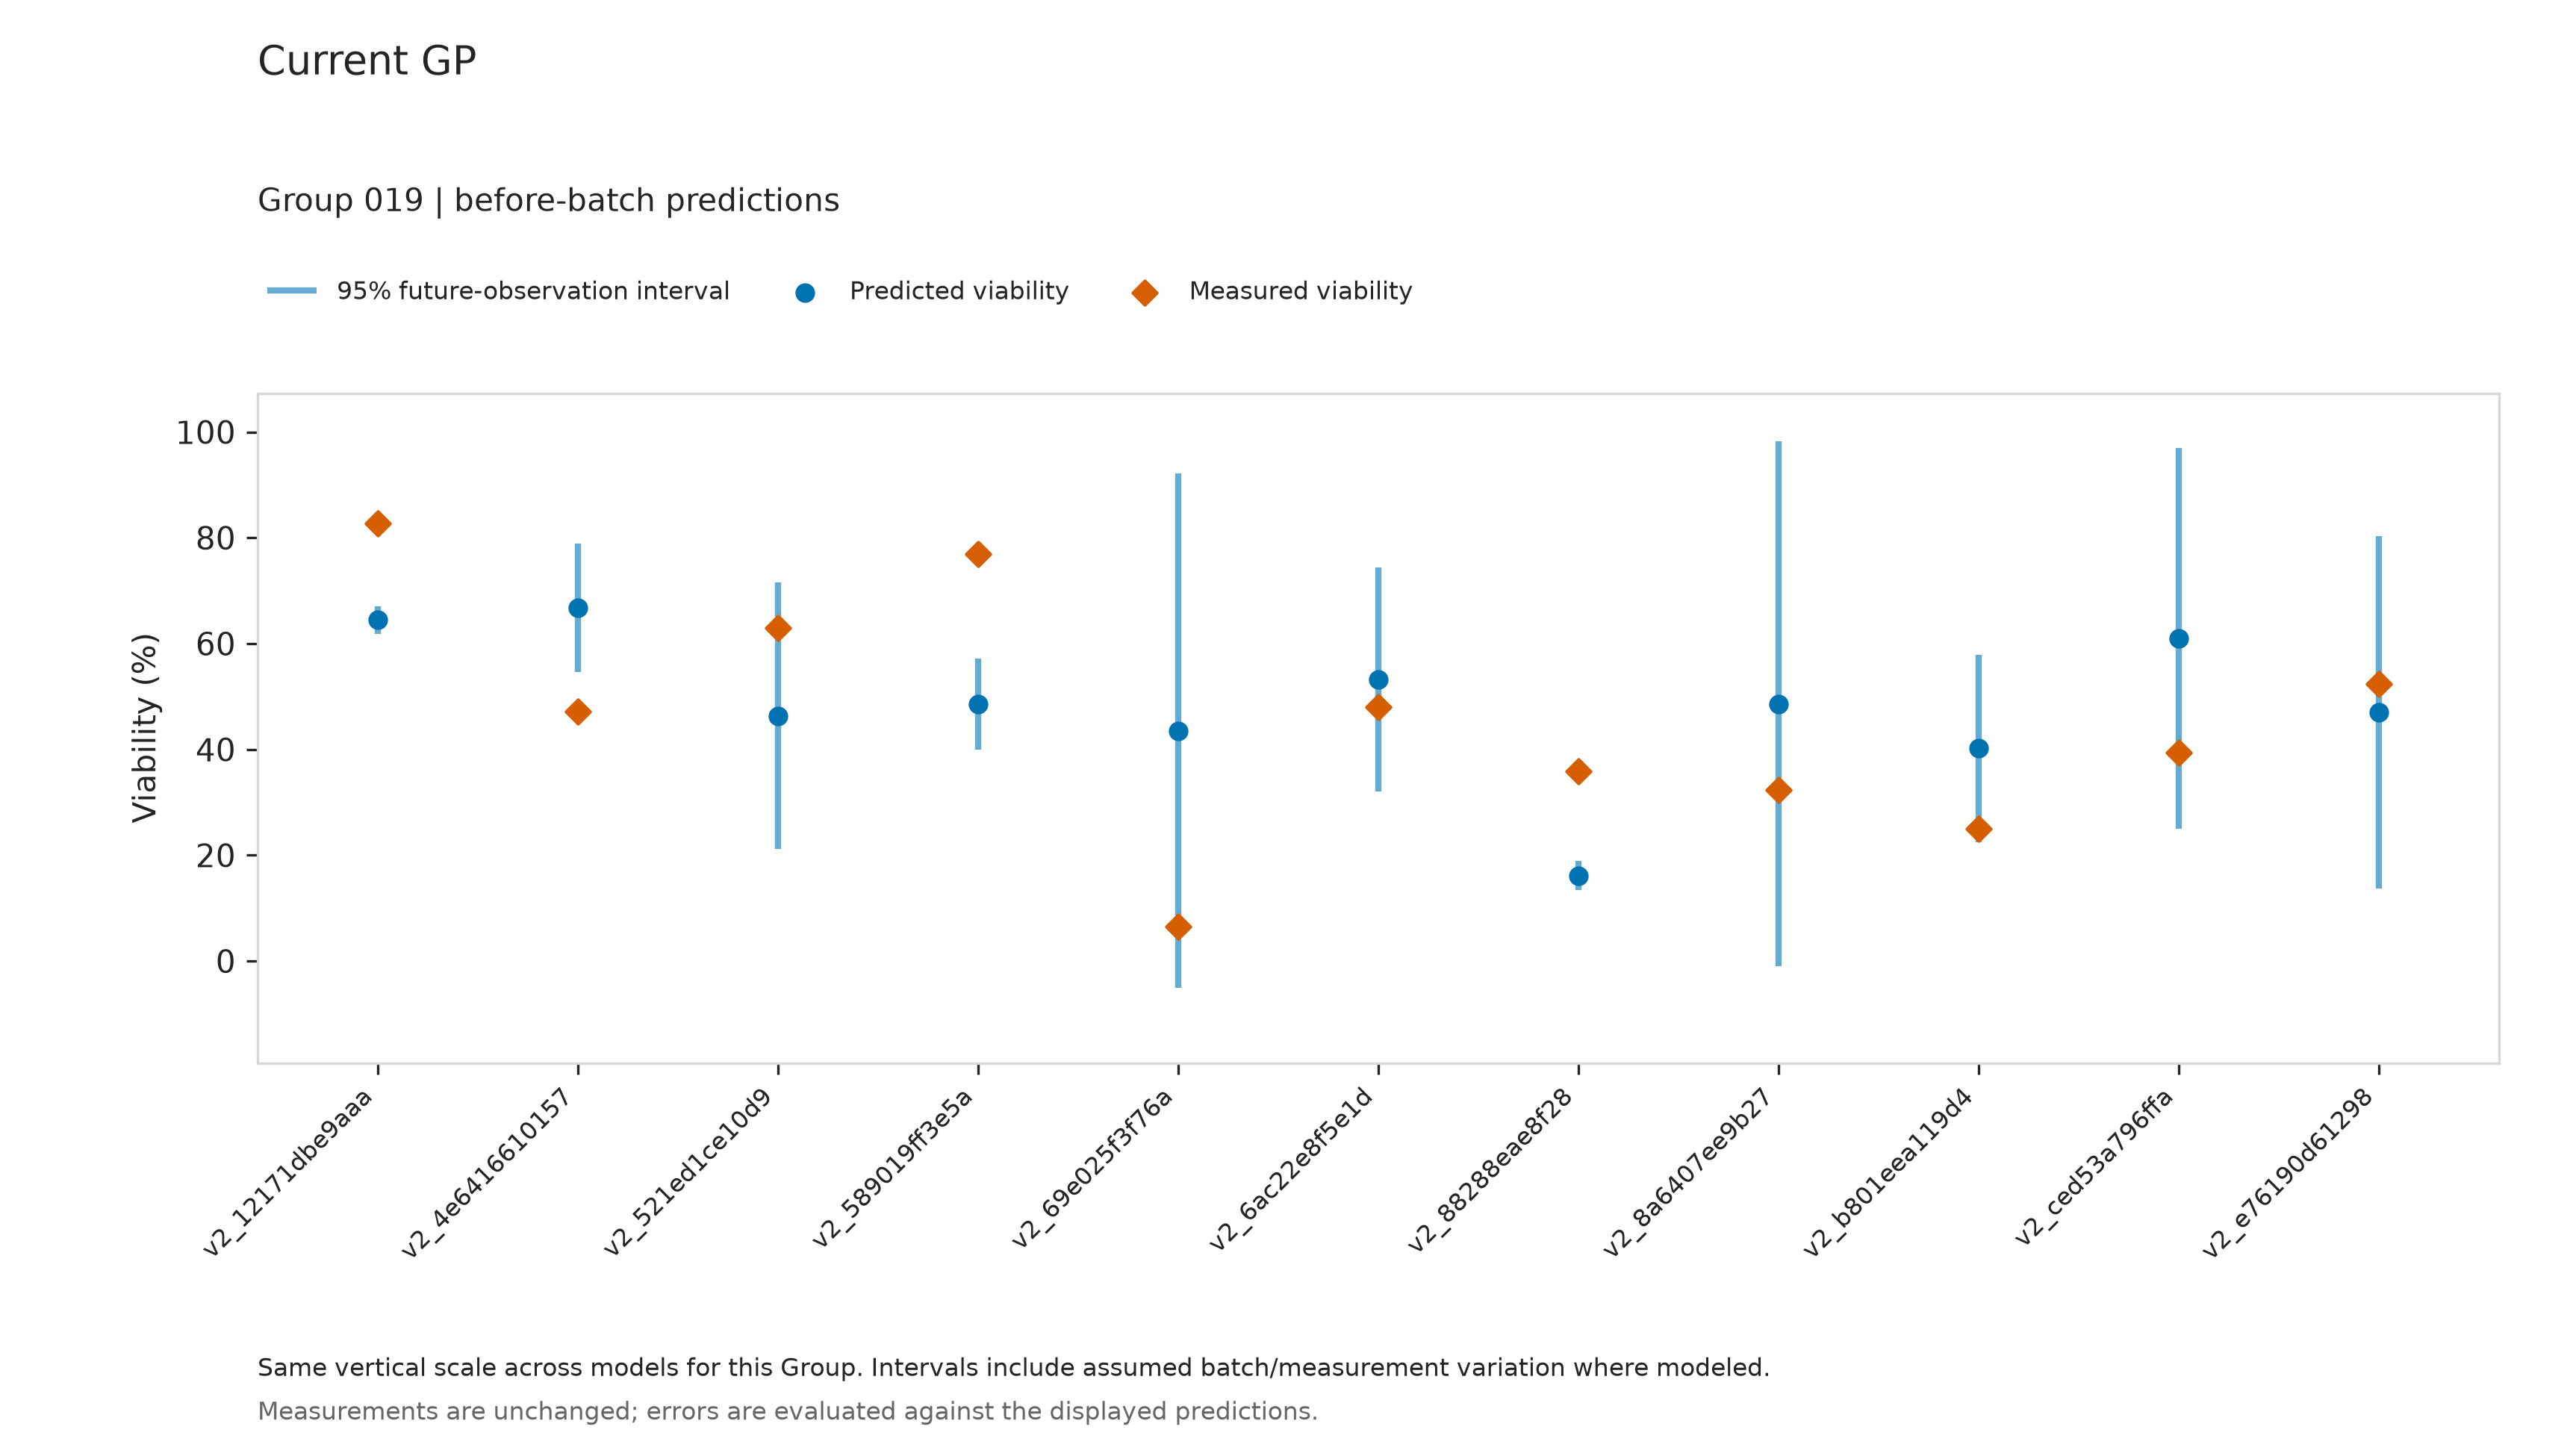 Current GP
Group 019 | before-batch predictions
95% future-observation interval
Predicted viability
Measured viability
Viability (%)
100
80
60
40
20
0
v2_12171dbe9aaa
v2_4e6416610157
v2_521ed1ce10d9
v2_589019ff3e5a
v2_69e025f3f76a
v2_6ac22e8f5e1d
v2_88288eae8f28
v2_8a6407ee9b27
v2_b801eea119d4
v2_ced53a796ffa
v2_e76190d61298
Same vertical scale across models for this Group. Intervals include assumed batch/measurement variation where modeled.
Measurements are unchanged; errors are evaluated against the displayed predictions.